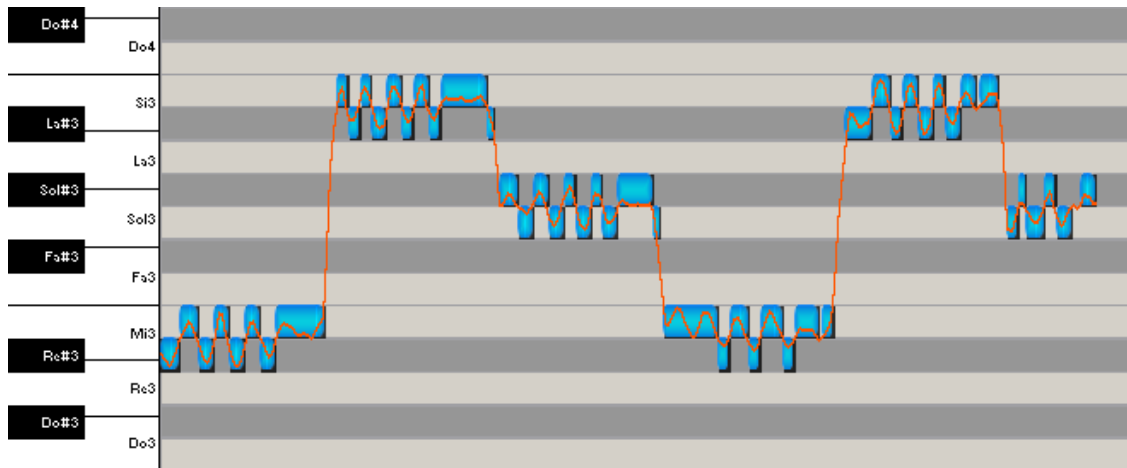 Do#4
Do4
Si3
La#3
La3
Sol#3
Sol3
Fa#3
Fa3
Mi3
Re#3
Re3
Do#3
Do3